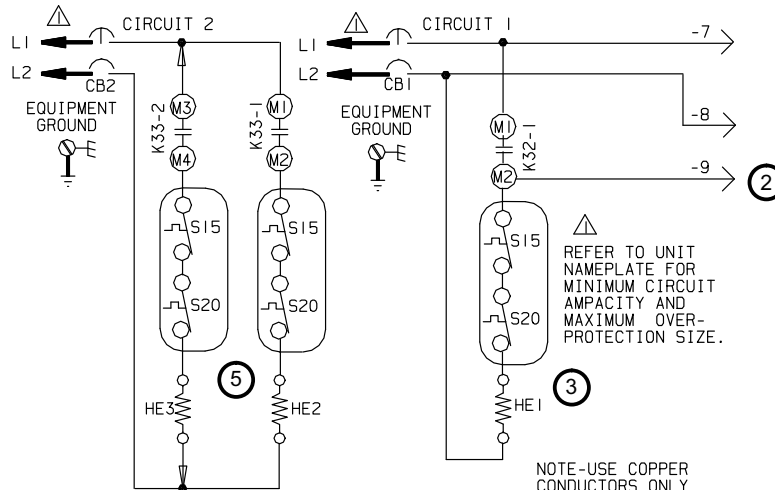 CIRCUIT 2
L1
L2
CB2
EQUIPMENT
GROUND
M3
K33-2
M4
M1
K33-1
M2
S15
S20
S15
S20
5
HE3
HE2
CIRCUIT 1
L1
L2
CB1
EQUIPMENT
GROUND
-7
-8
M1
K32-1
M2
-9
2
S15
S20
1
REFER TO UNIT
NAMEPLATE FOR
MINIMUM CIRCUIT
AMPACITY AND
MAXIMUM OVER-
PROTECTION SIZE.
3
HE1
NOTE-USE COPPER
CONDUCTORS ONLY
1
1